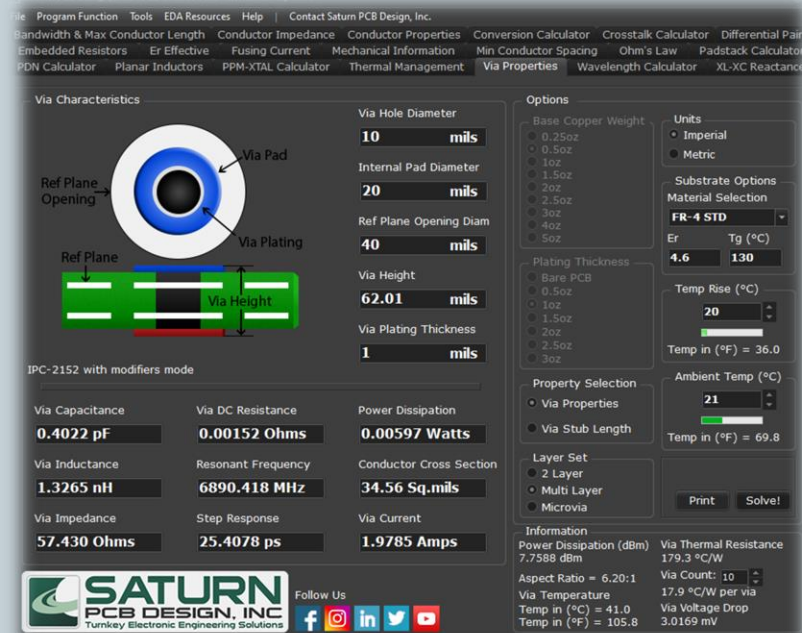 File Program Function Tools EDA Resources Help | Contact Saturn PCB Design, Inc.
Bandwidth & Max Conductor Length Conductor Impedance Conductor Properties Conversion Calculator Crosstalk Calculator Differential Pair
Embedded Resistors Er Effective Fusing Current Mechanical Information Min Conductor Spacing Ohm's Law Padstack Calculator
PDN Calculator Planar Inductors PPM-XTAL Calculator Thermal Management Via Properties Wavelength Calculator XL-XC Reactance
Via Characteristics
Via Pad
Ref Plane
Opening
Via Plating
Ref Plane
Via Height
Via Hole Diameter
10 mils
Internal Pad Diameter
20 mils
Ref Plane Opening Diam
40 mils
Via Height
62.01 mils
Via Plating Thickness
1 mils
IPC-2152 with modifiers mode
Via Capacitance
0.4022 pF
Via DC Resistance
0.00152 Ohms
Power Dissipation
0.00597 Watts
Via Inductance
1.3265 nH
Resonant Frequency
6890.418 MHz
Conductor Cross Section
34.56 Sq.mils
Via Impedance
57.430 Ohms
Step Response
25.4078 ps
Via Current
1.9785 Amps
SATURN
PCB DESIGN, INC
Turnkey Electronic Engineering Solutions
Follow Us
Options
Base Copper Weight
0.25oz
0.5oz
1oz
1.5oz
2oz
2.5oz
3oz
4oz
5oz
Plating Thickness
Bare PCB
0.5oz
1oz
1.5oz
2oz
2.5oz
3oz
Property Selection
Via Properties
Via Stub Length
Layer Set
2 Layer
Multi Layer
Microvia
Units
Imperial
Metric
Substrate Options
Material Selection
FR-4 STD
Er Tg (°C)
4.6 130
Temp Rise (°C)
20
Temp in (°F) = 36.0
Ambient Temp (°C)
21
Temp in (°F) = 69.8
Print Solve!
Information
Power Dissipation (dBm)
7.7588 dBm
Aspect Ratio = 6.20:1
Via Temperature
Temp in (°C) = 41.0
Temp in (°F) = 105.8
Via Thermal Resistance
179.3 °C/W
Via Count: 10
17.9 °C/W per via
Via Voltage Drop
3.0169 mV